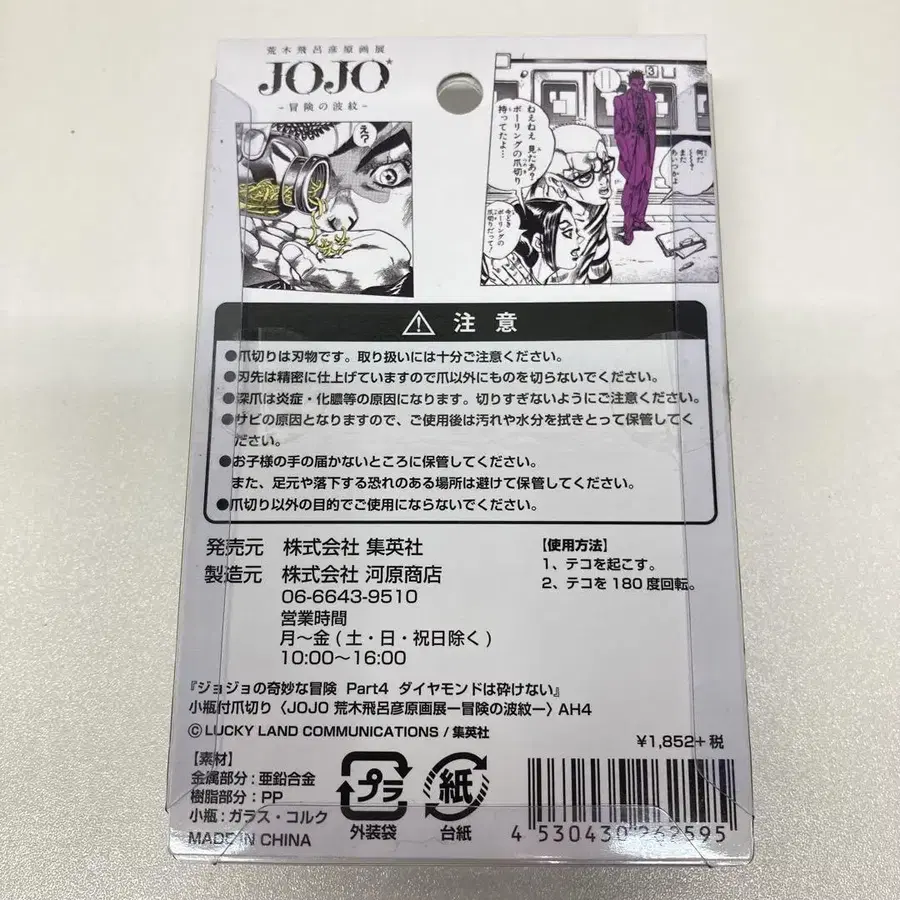 荒木飛呂彦原画展
JOJO
-冒険の波紋-
え?
ねえねえ 見たあ?
ボーリングの爪切り
持ってたよ…
今どき
ボーリングの
爪切りだって!
何だ
また
あいつかよ
3
注 意
●爪切りは刃物です。取り扱いには十分ご注意ください。
●刃先は精密に仕上げていますので爪以外にものを切らないでください。
●深爪は炎症・化膿等の原因になります。切りすぎないようにご注意ください。
●サビの原因となりますので、ご使用後は汚れや水分を拭きとって保管してく
ださい。
●お子様の手の届かないところに保管してください。
また、足元や落下する恐れのある場所は避けて保管してください。
●爪切り以外の目的でご使用にならないでください。
発売元 株式会社 集英社
製造元 株式会社 河原商店
06-6643-9510
営業時間
月〜金(土・日・祝日除く)
10:00〜16:00
【使用方法】
1、テコを起こす。
2、テコを180度回転。
『ジョジョの奇妙な冒険 Part4 ダイヤモンドは砕けない』
小瓶付爪切り〈JOJO 荒木飛呂彦原画展ー冒険の波紋ー〉AH4
©LUCKY LAND COMMUNICATIONS / 集英社
¥1,852+税
【素材】
金属部分:亜鉛合金
樹脂部分:PP
小瓶:ガラス・コルク
MADE IN CHINA
プラ
外装袋
紙
台紙
4 530430 262595